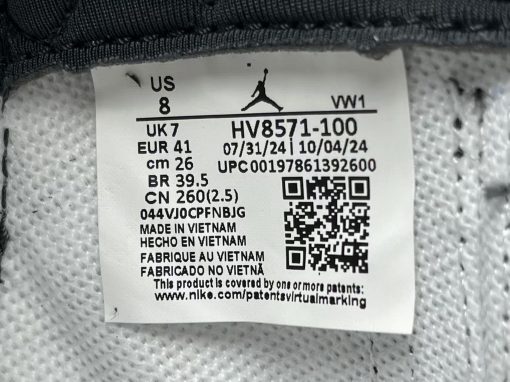 US
8
VW1
UK 7
HV8571-100
EUR 41
07/31/24 | 10/04/24
cm 26
UPC00197861392600
BR 39.5
CN 260(2.5)
044VJ0CPFNBJG
MADE IN VIETNAM
HECHO EN VIETNAM
FABRIQUE AU VIETNAM
FABRICADO NO VIETNÃ
This product is covered by one or more patents:
www.nike.com/patentsvirtualmarking